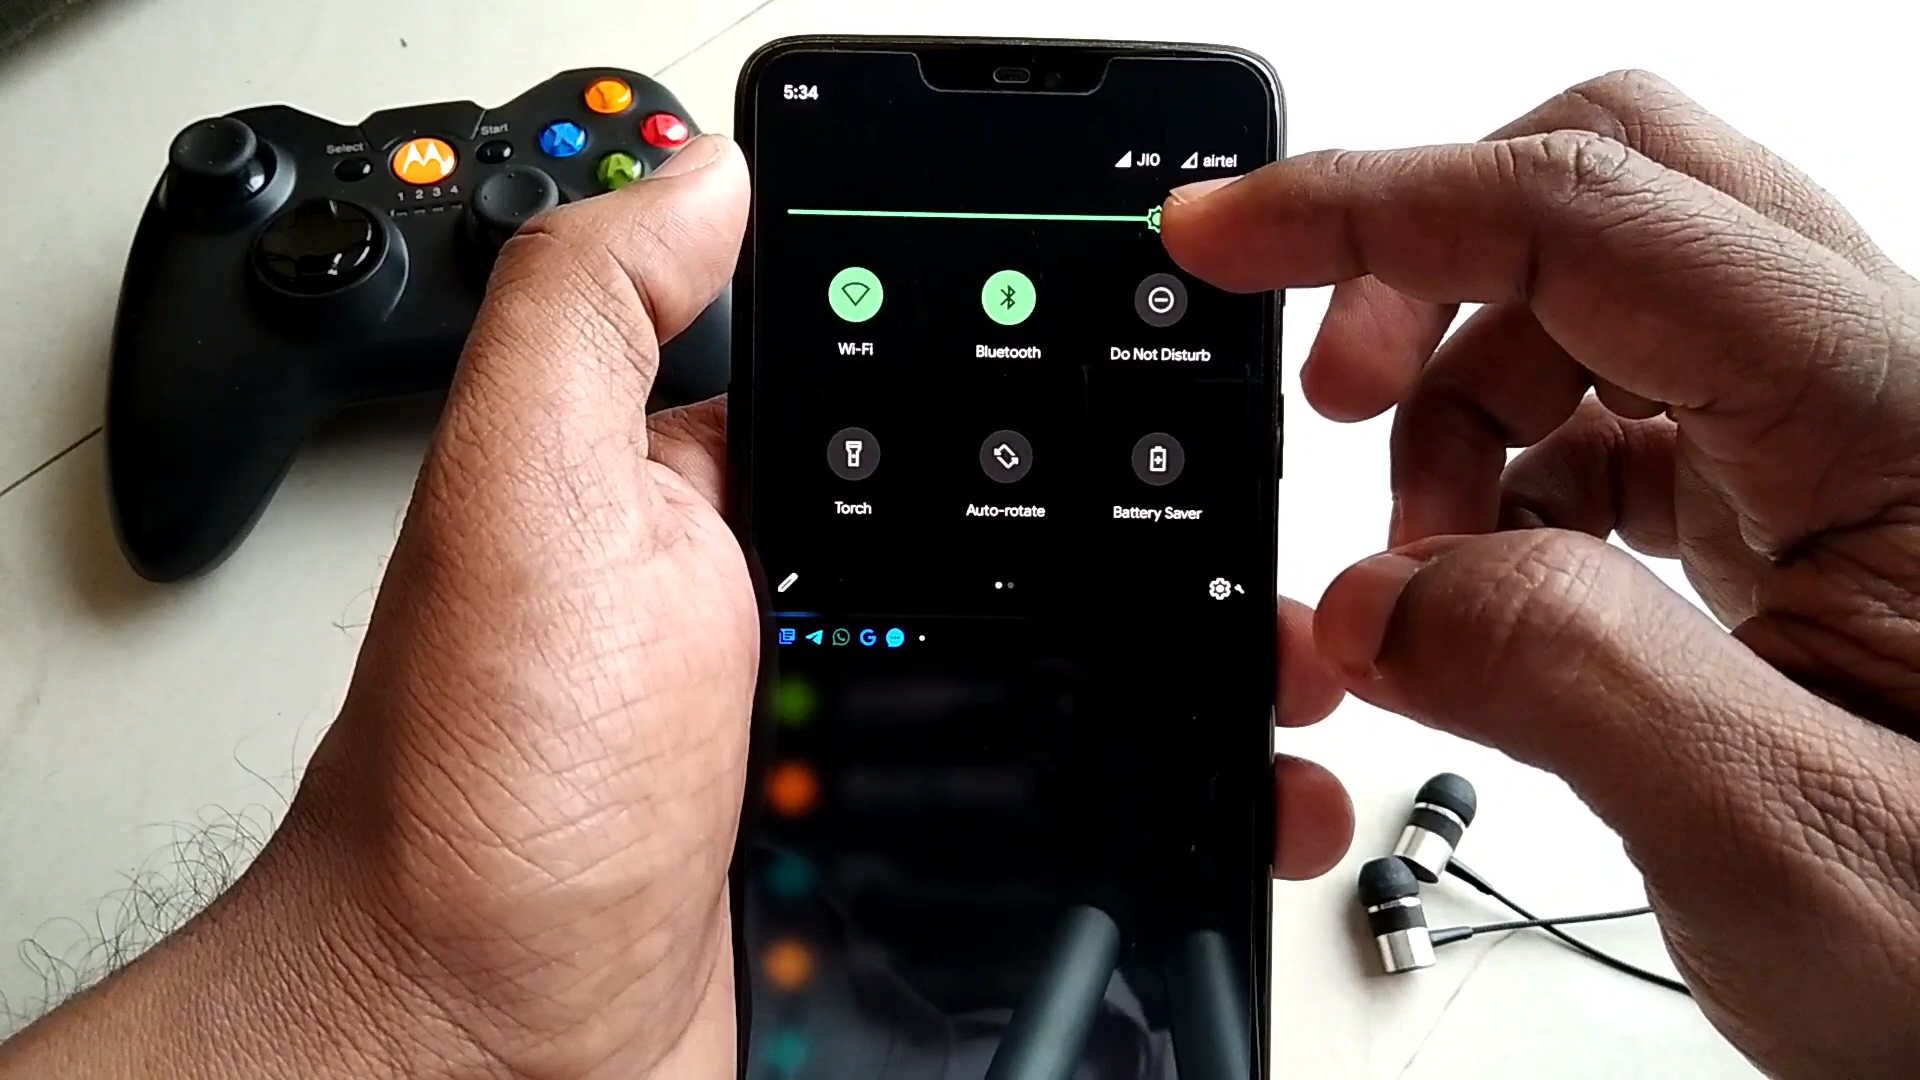 5:34
JIO airtel
Wi-Fi Bluetooth Do Not Disturb
Torch Auto-rotate Battery Saver
G
Select Start
1 2 3 4
X
A